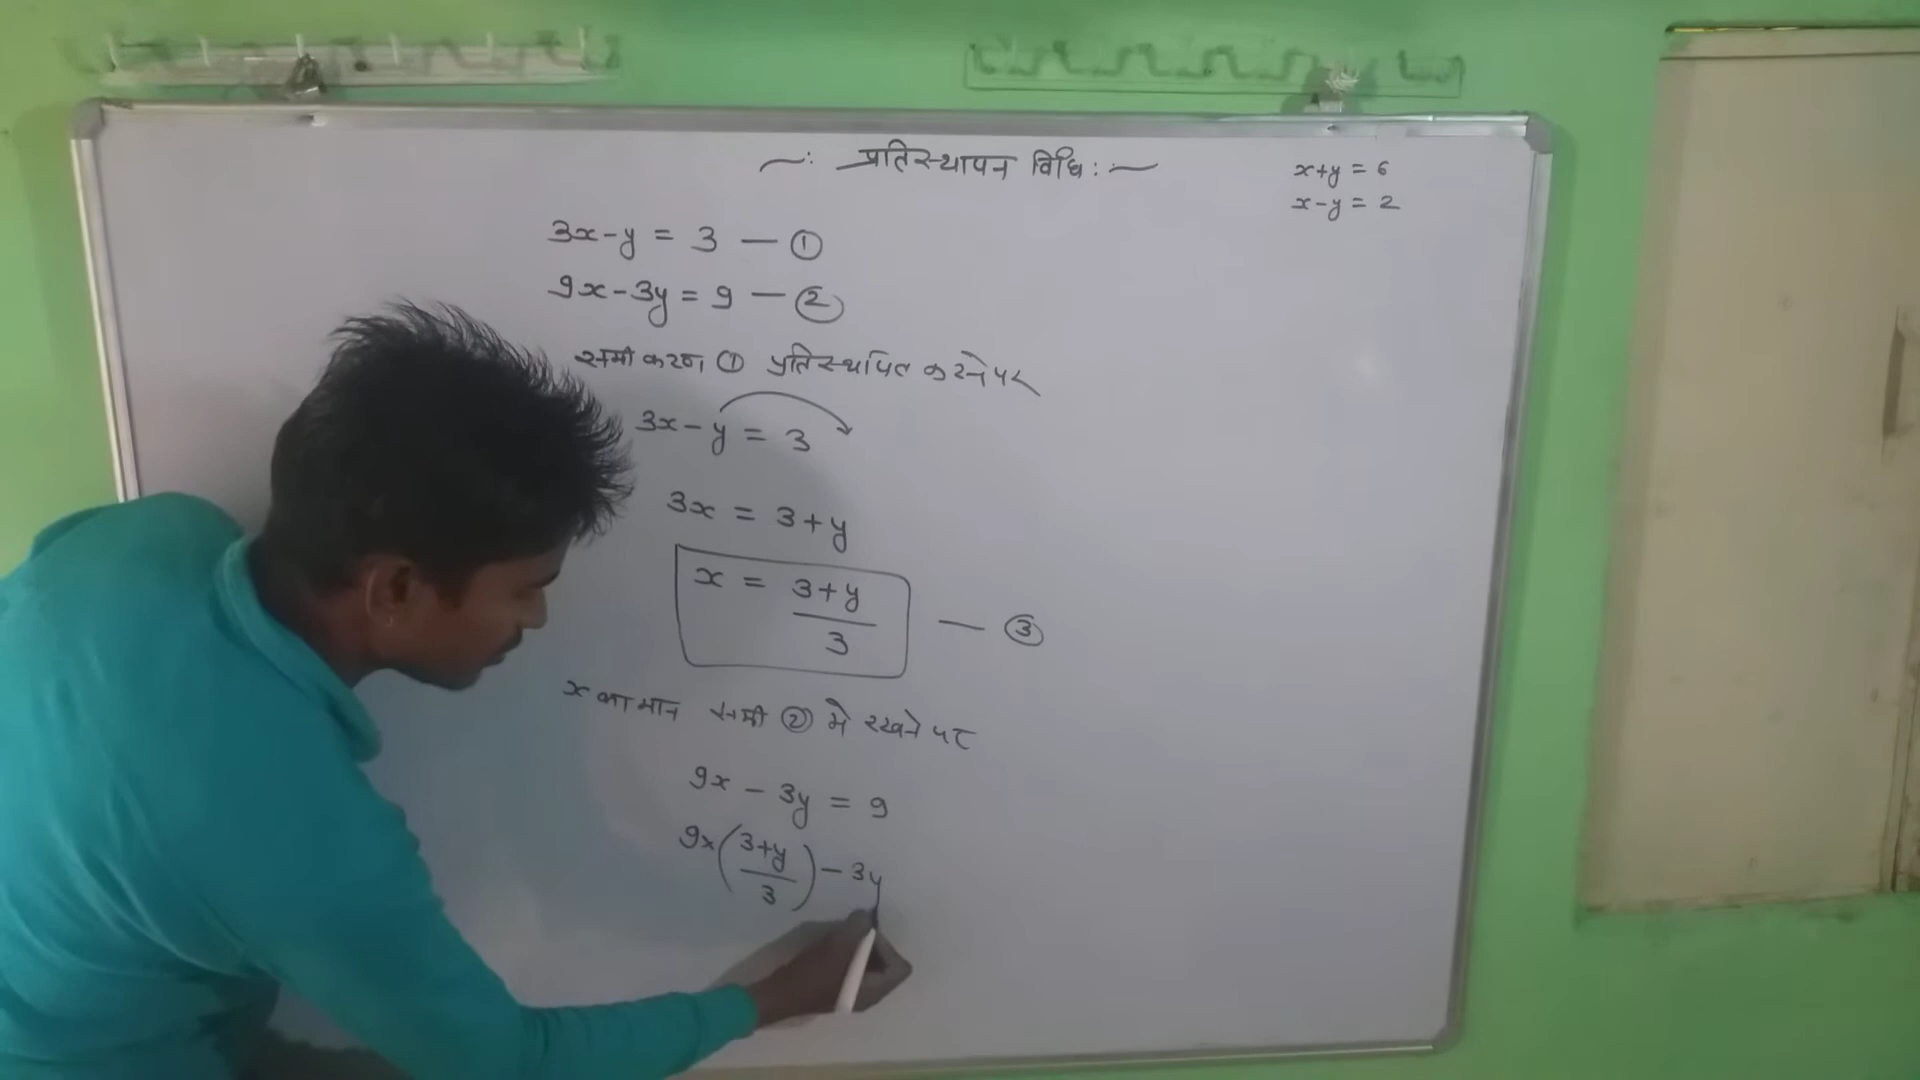 ~: प्रतिस्थापन विधि :~
x+y = 6
x-y = 2
3x-y = 3 — ①
9x-3y = 9 — ②
समीकरण ① प्रतिस्थापित करने पर
3x-y = 3
3x = 3+y
x = (3+y)/3 — ③
x का मान समी ② मे रखने पर
9x - 3y = 9
9x((3+y)/3) - 3y